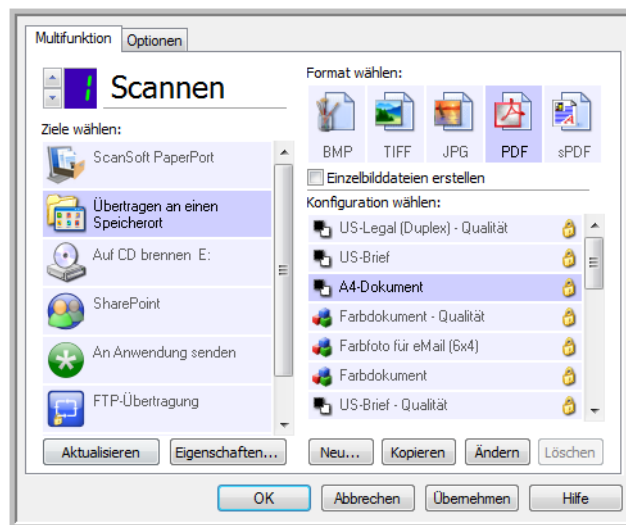 Multifunktion
Optionen
1
Scannen
Ziele wählen:
ScanSoft PaperPort
Übertragen an einen
Speicherort
Auf CD brennen E:
SharePoint
An Anwendung senden
FTP-Übertragung
Aktualisieren
Eigenschaften...
Format wählen:
BMP
TIFF
JPG
PDF
sPDF
Einzelbilddateien erstellen
Konfiguration wählen:
US-Legal (Duplex) - Qualität
US-Brief
A4-Dokument
Farbdokument - Qualität
Farbfoto für eMail (6x4)
Farbdokument
US-Brief - Qualität
Neu...
Kopieren
Ändern
Löschen
OK
Abbrechen
Übernehmen
Hilfe